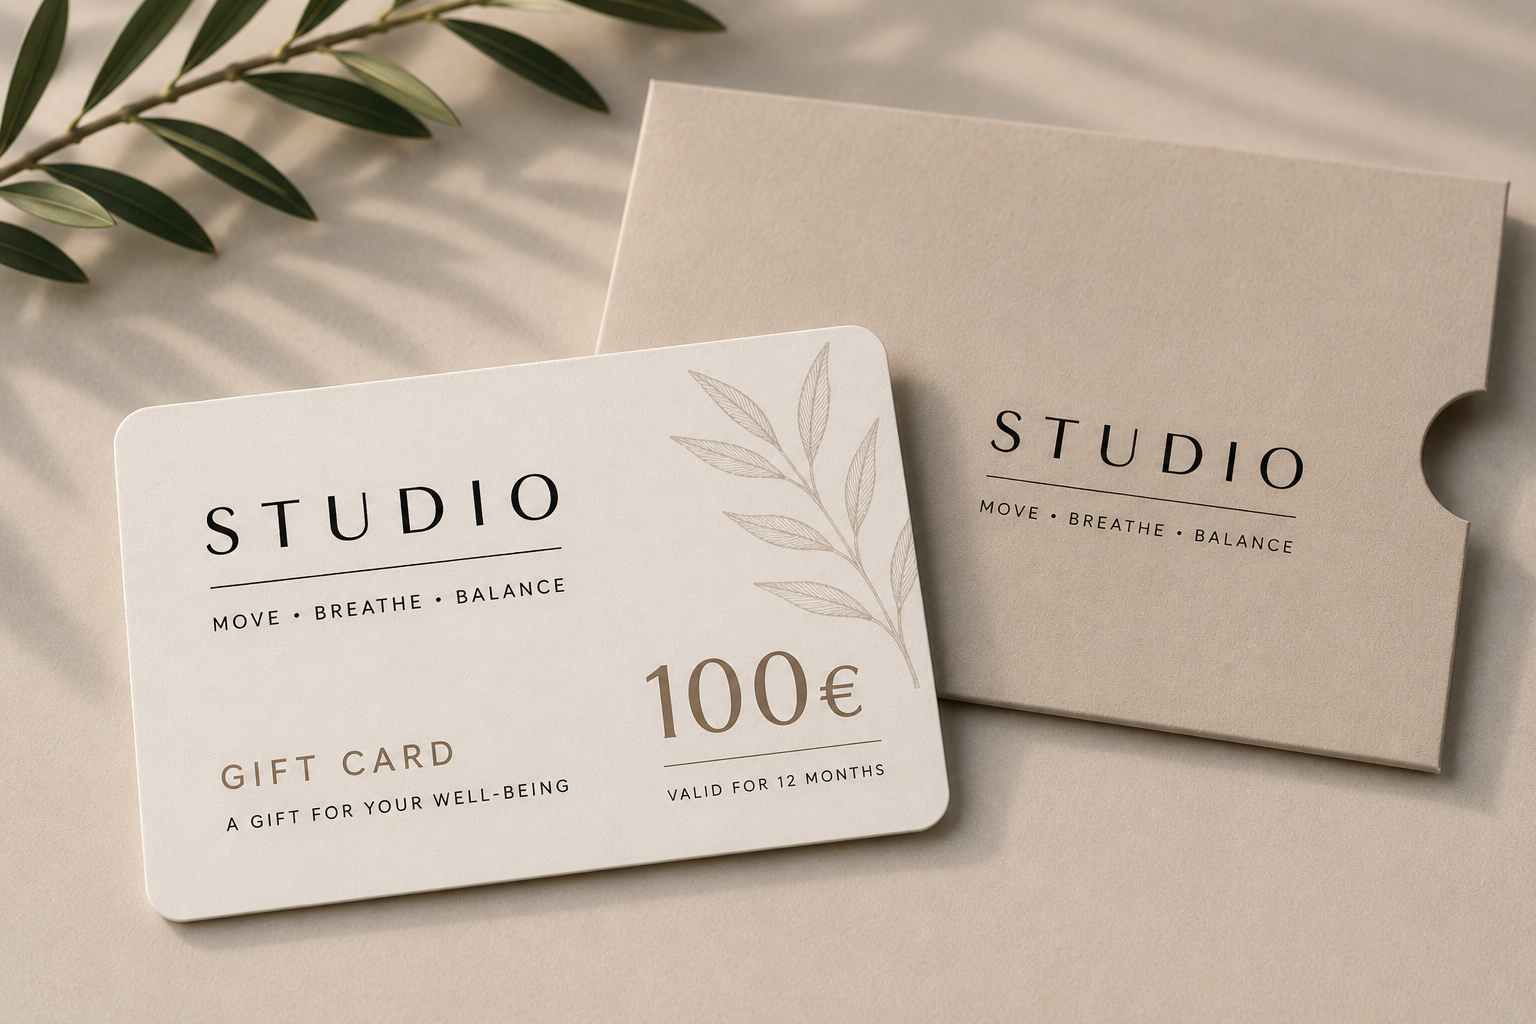 STUDIO
MOVE • BREATHE • BALANCE
GIFT CARD
A GIFT FOR YOUR WELL-BEING
100€
VALID FOR 12 MONTHS
STUDIO
MOVE • BREATHE • BALANCE